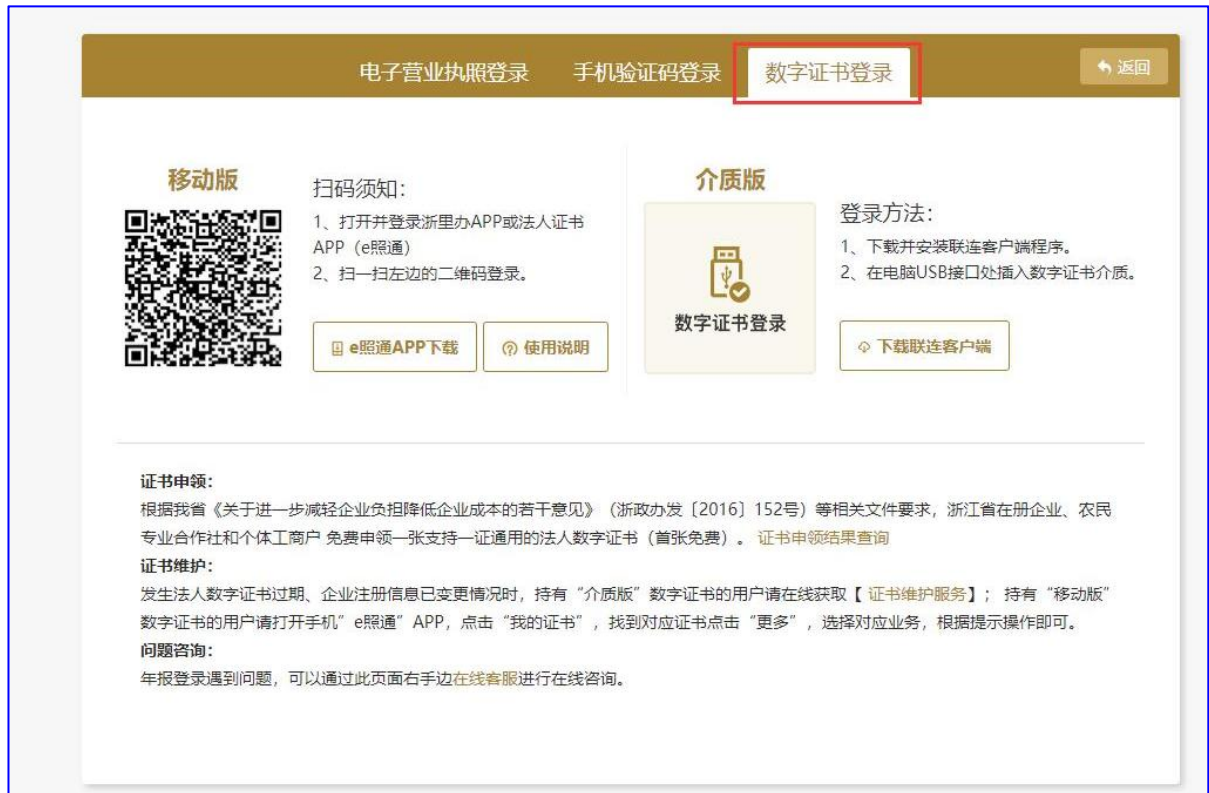 电子营业执照登录
手机验证码登录
数字证书登录
返回
移动版
扫码须知：
1、打开并登录浙里办APP或法人证书
APP（e照通）
2、扫一扫左边的二维码登录。
e照通APP下载
使用说明
介质版
数字证书登录
登录方法：
1、下载并安装联连客户端程序。
2、在电脑USB接口处插入数字证书介质。
下载联连客户端
证书申领：
根据我省《关于进一步减轻企业负担降低企业成本的若干意见》（浙政办发〔2016〕152号）等相关文件要求，浙江省在册企业、农民
专业合作社和个体工商户 免费申领一张支持一证通用的法人数字证书（首张免费）。 证书申领结果查询
证书维护：
发生法人数字证书过期、企业注册信息已变更情况时，持有“介质版”数字证书的用户请在线获取【 证书维护服务】；持有“移动版”
数字证书的用户请打开手机”e照通”APP，点击“我的证书”，找到对应证书点击“更多”，选择对应业务，根据提示操作即可。
问题咨询：
年报登录遇到问题，可以通过此页面右手边在线客服进行在线咨询。